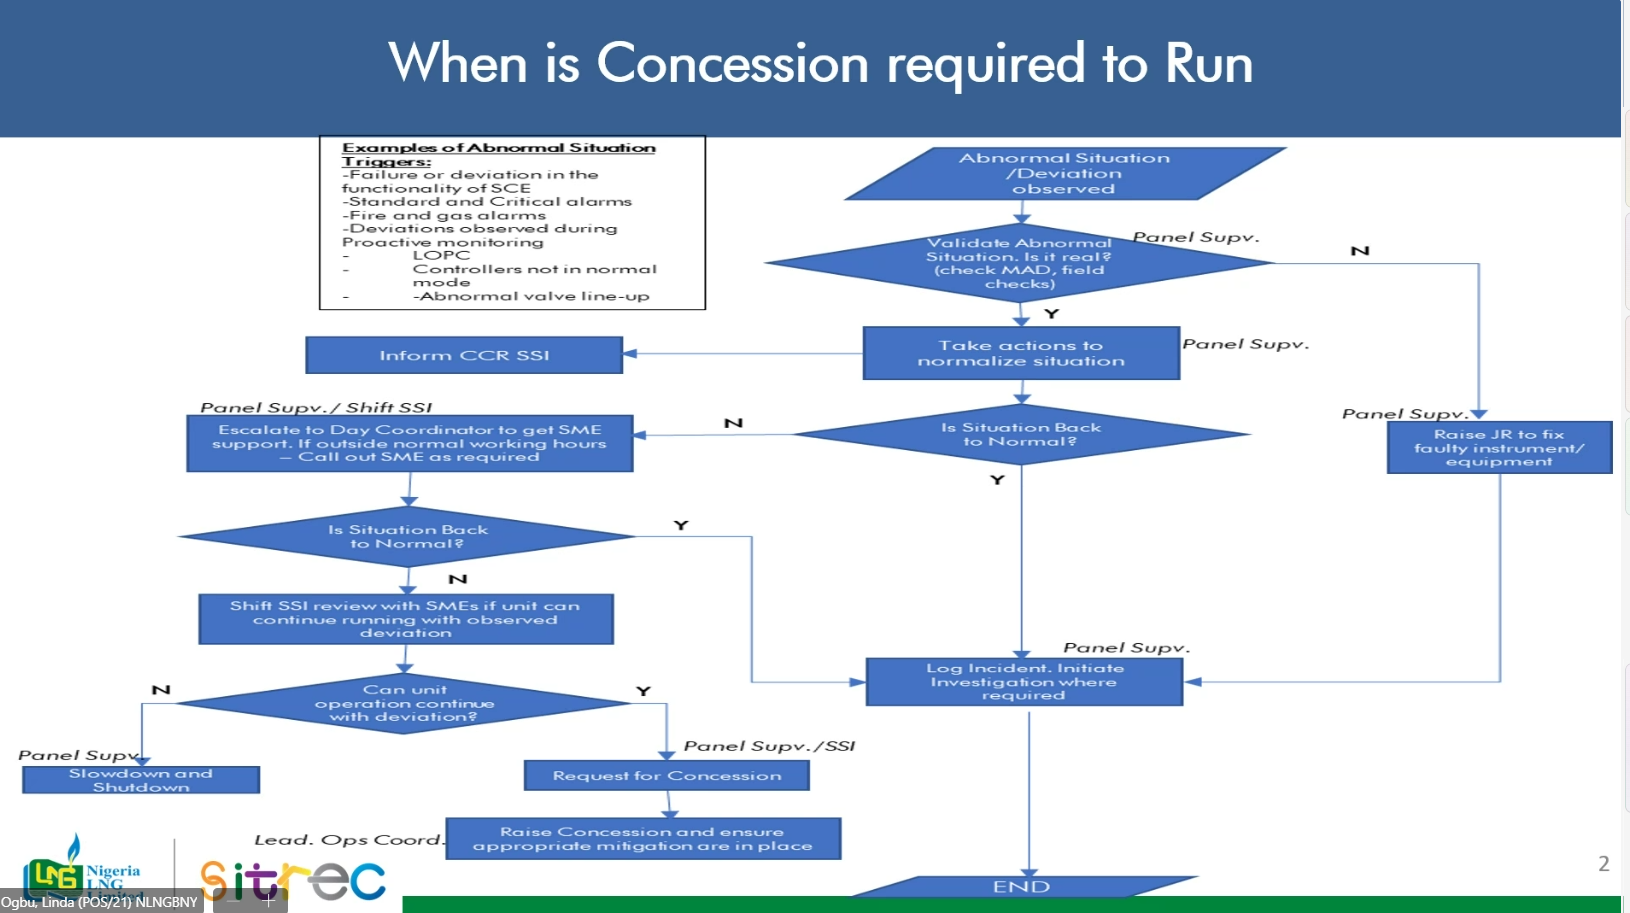 When is Concession required to Run
Examples of Abnormal Situation
Triggers:
-Failure or deviation in the
functionality of SCE
-Standard and Critical alarms
-Fire and gas alarms
-Deviations observed during
Proactive monitoring
- LOPC
- Controllers not in normal
mode
- -Abnormal valve line-up
Abnormal Situation
/Deviation
observed
Validate Abnormal
Situation. Is it real?
(check MAD, field
checks)
Panel Supv.
N
Y
Take actions to
normalize situation
Panel Supv.
Inform CCR SSI
Is Situation Back
to Normal?
N
Y
Panel Supv./ Shift SSI
Escalate to Day Coordinator to get SME
support. If outside normal working hours
– Call out SME as required
Panel Supv.
Raise JR to fix
faulty instrument/
equipment
Is Situation Back
to Normal?
Y
N
Shift SSI review with SMEs if unit can
continue running with observed
deviation
Panel Supv.
Log Incident. Initiate
Investigation where
required
Can unit
operation continue
with deviation?
N
Y
Panel Supv.
Slowdown and
Shutdown
Panel Supv./SSI
Request for Concession
Lead. Ops Coord.
Raise Concession and ensure
appropriate mitigation are in place
END
2
LNG
Nigeria
LNG
Limited
sitrec
Ogbu, Linda (POS/21) NLNGBNY